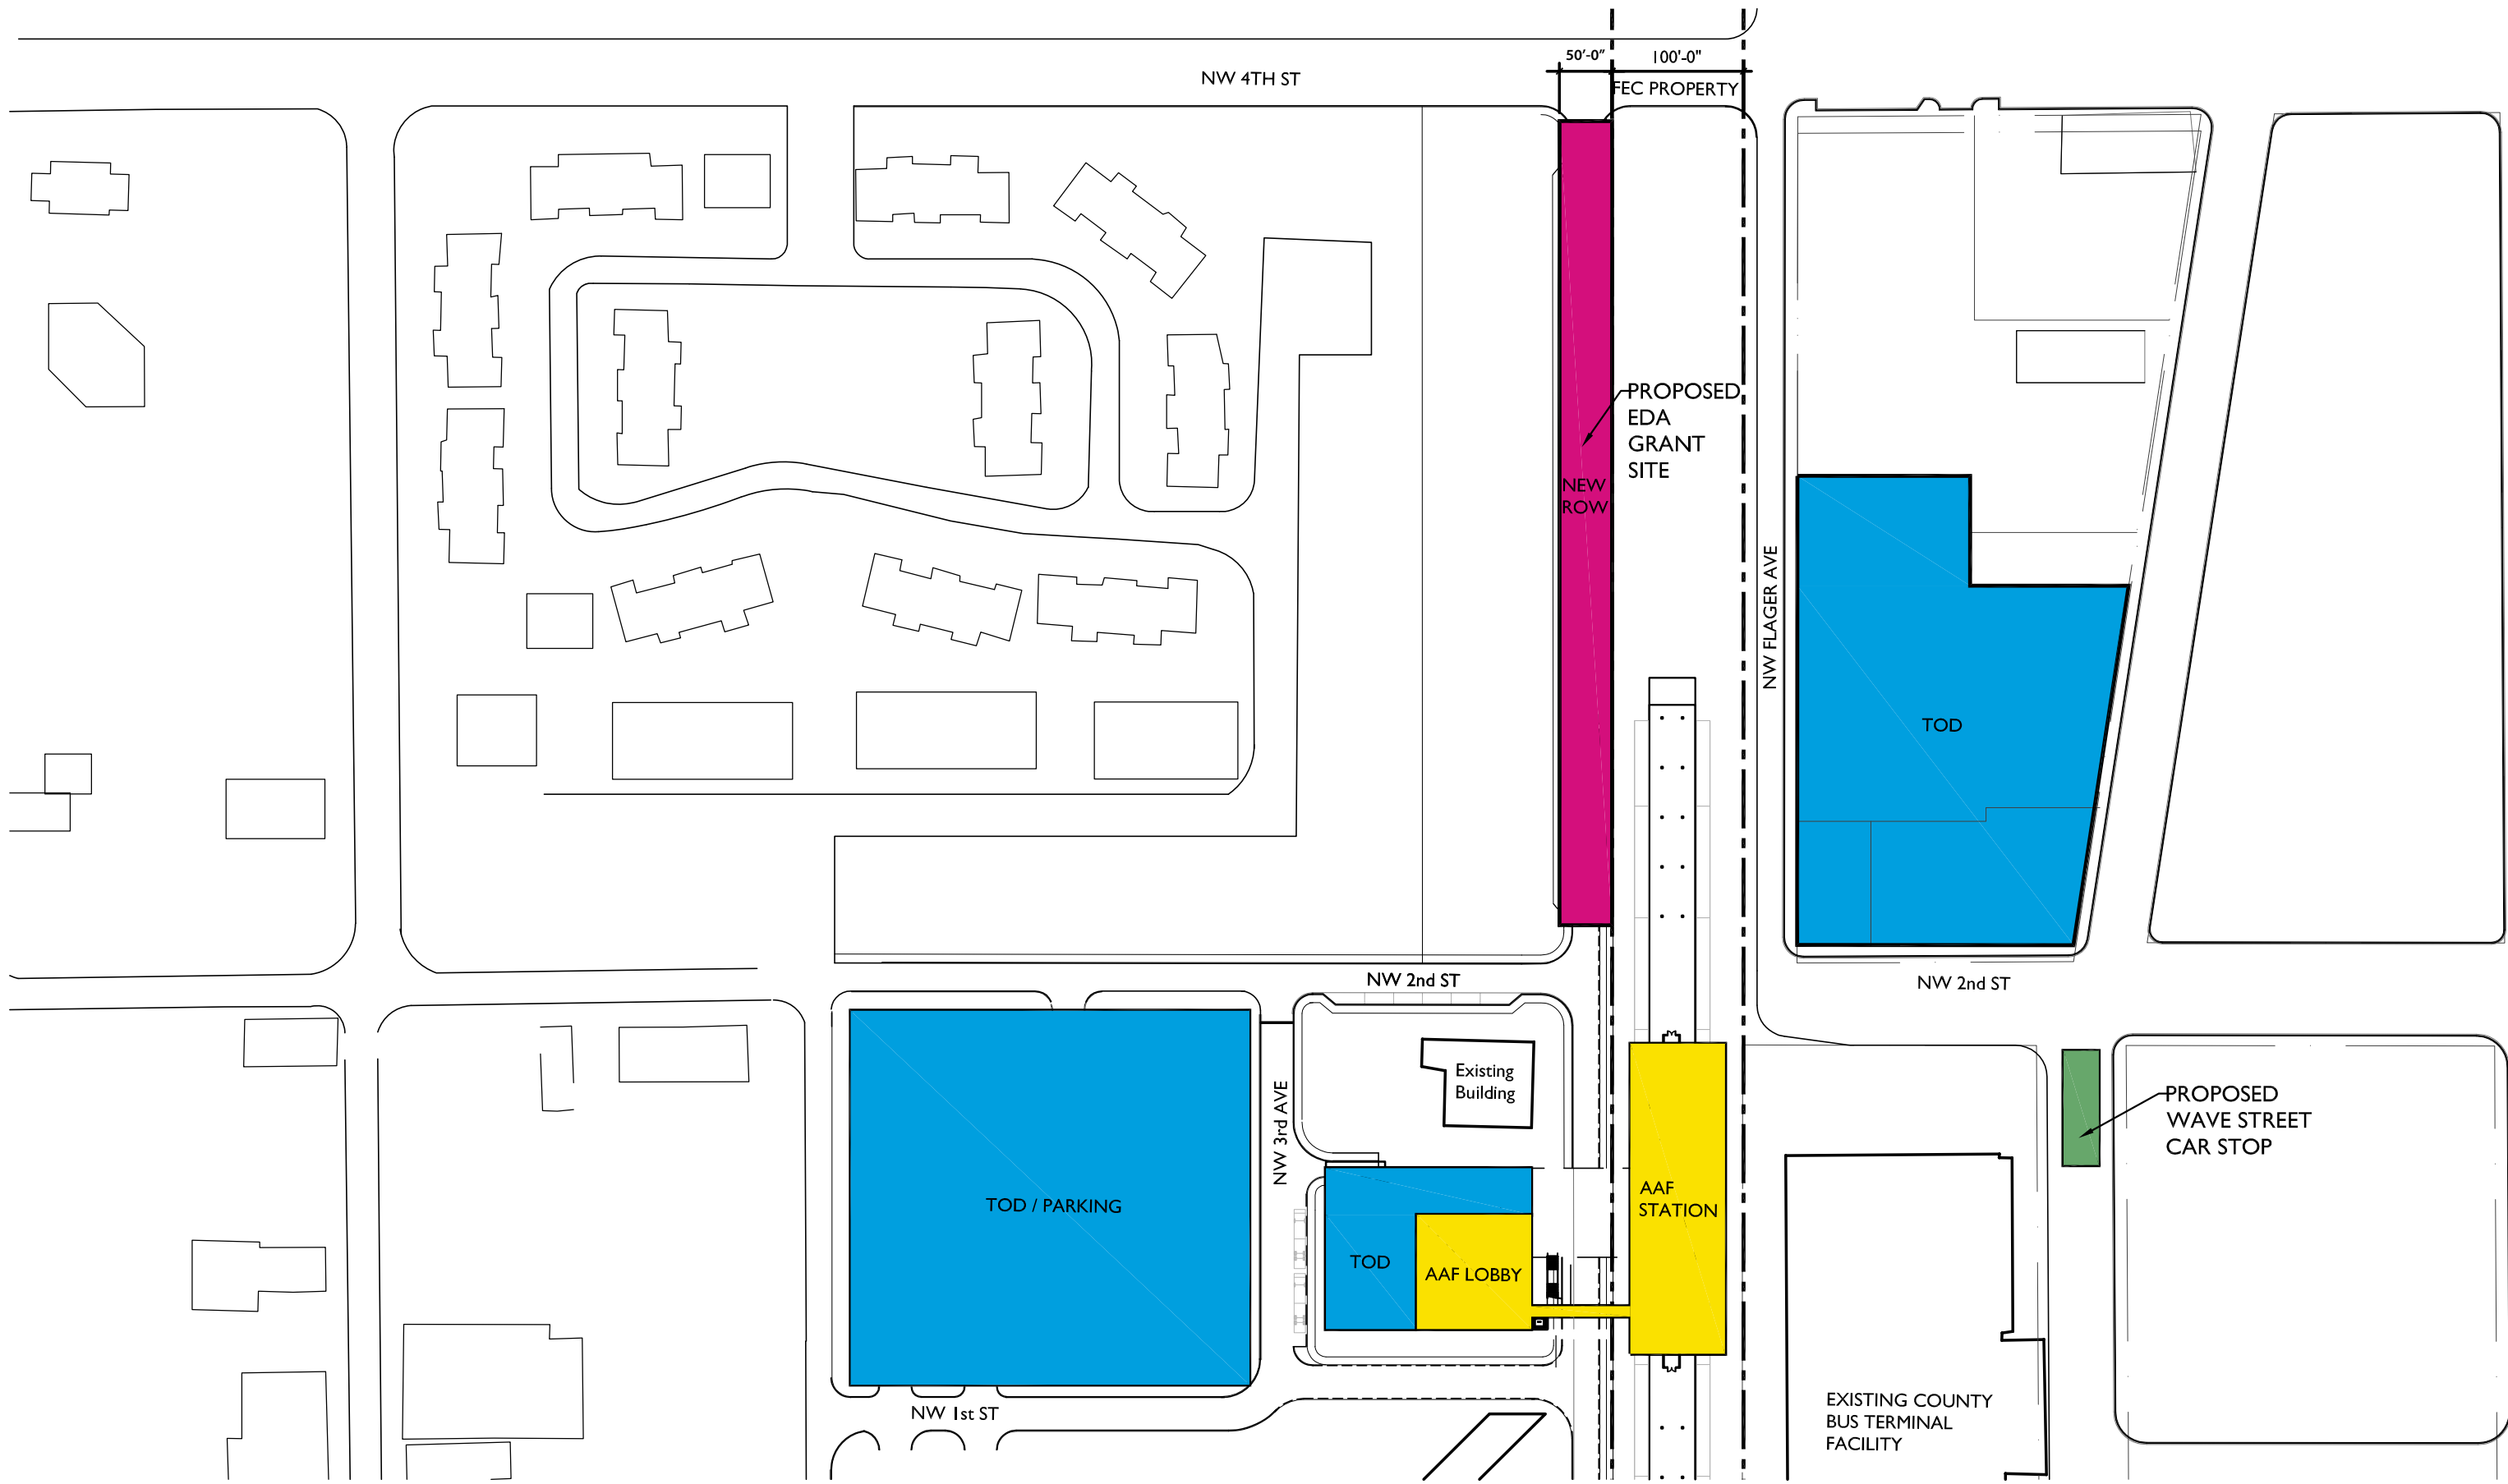 50'-0"
100'-0"
NW 4TH ST
FEC PROPERTY
PROPOSED
EDA
GRANT
SITE
NEW
ROW
NW FLAGER AVE
TOD
NW 2nd ST
NW 2nd ST
Existing
Building
NW 3rd AVE
PROPOSED
WAVE STREET
CAR STOP
AAF
STATION
TOD / PARKING
TOD
AAF LOBBY
EXISTING COUNTY
BUS TERMINAL
FACILITY
NW 1st ST